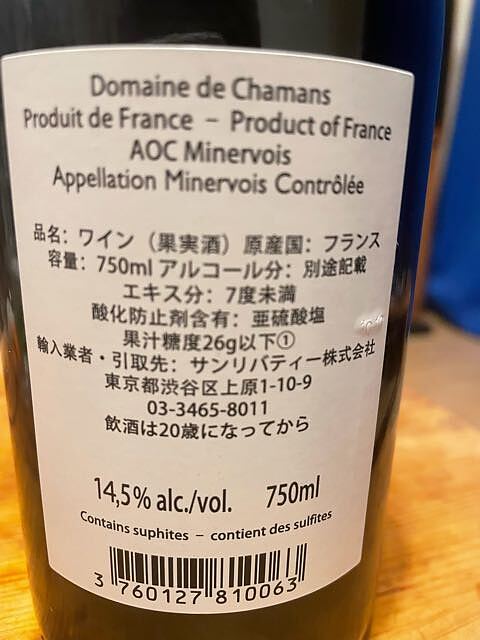 Domaine de Chamans
Produit de France - Product of France
AOC Minervois
Appellation Minervois Contrôlée
品名: ワイン（果実酒）原産国: フランス
容量: 750ml アルコール分: 別途記載
エキス分: 7度未満
酸化防止剤含有: 亜硫酸塩
果汁糖度26g以下①
輸入業者・引取先: サンリバティー株式会社
東京都渋谷区上原1-10-9
03-3465-8011
飲酒は20歳になってから
14,5% alc./vol. 750ml
Contains suphites - contient des sulfites
3 760127 810063